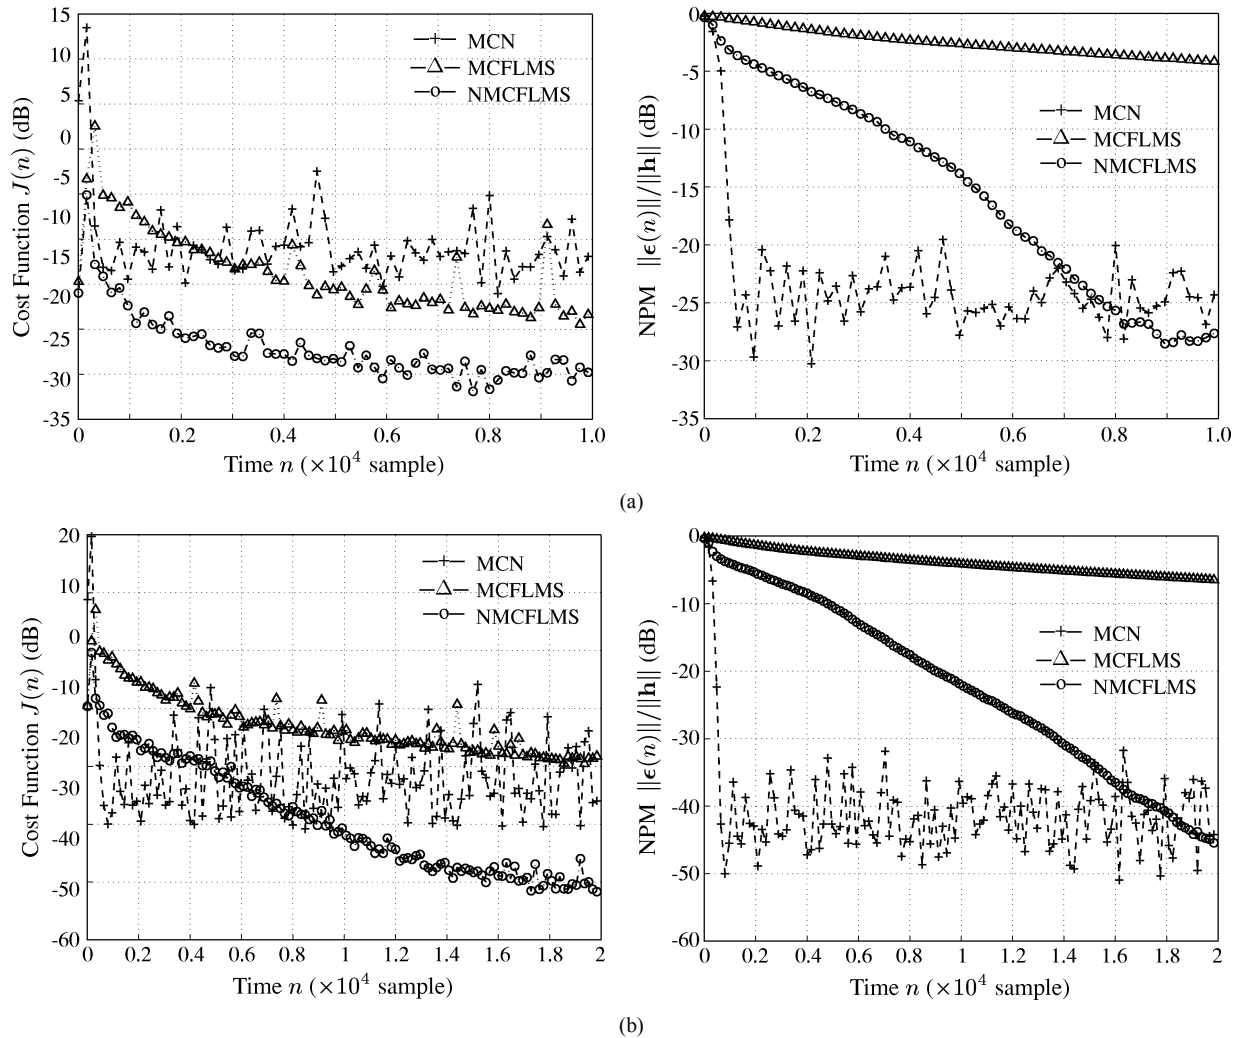 15
10
5
0
-5
-10
-15
-20
-25
-30
-35
Cost Function J(n) (dB)
MCN
MCFLMS
NMCFLMS
0 0.2 0.4 0.6 0.8 1.0
Time n (×10⁴ sample)
0
-5
-10
-15
-20
-25
-30
-35
NPM ||ϵ(n)||/||h|| (dB)
MCN
MCFLMS
NMCFLMS
0 0.2 0.4 0.6 0.8 1.0
Time n (×10⁴ sample)
(a)
20
10
0
-10
-20
-30
-40
-50
-60
Cost Function J(n) (dB)
MCN
MCFLMS
NMCFLMS
0 0.2 0.4 0.6 0.8 1 1.2 1.4 1.6 1.8 2
Time n (×10⁴ sample)
0
-10
-20
-30
-40
-50
-60
NPM ||ϵ(n)||/||h|| (dB)
MCN
MCFLMS
NMCFLMS
0 0.2 0.4 0.6 0.8 1 1.2 1.4 1.6 1.8 2
Time n (×10⁴ sample)
(b)